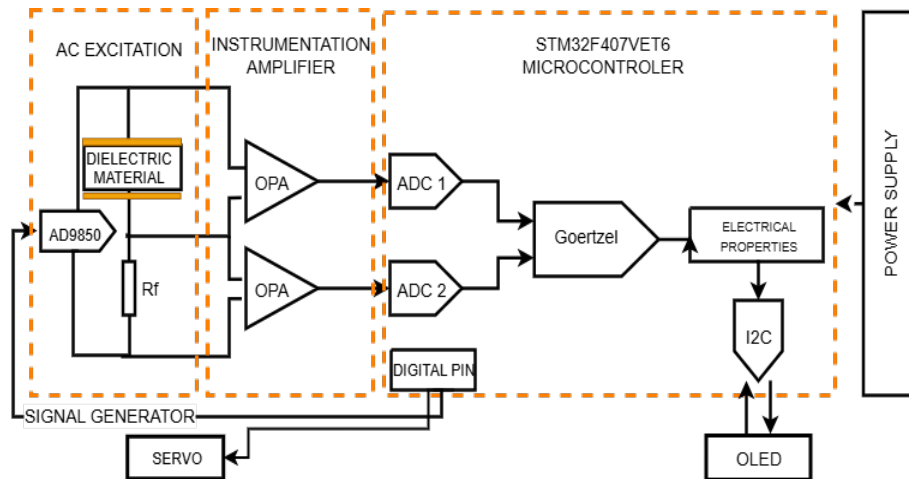 AC EXCITATION
INSTRUMENTATION
AMPLIFIER
STM32F407VET6
MICROCONTROLER
DIELECTRIC
MATERIAL
OPA
ADC 1
AD9850
Goertzel
ELECTRICAL
PROPERTIES
POWER SUPPLY
Rf
OPA
ADC 2
I2C
DIGITAL PIN
SIGNAL GENERATOR
SERVO
OLED